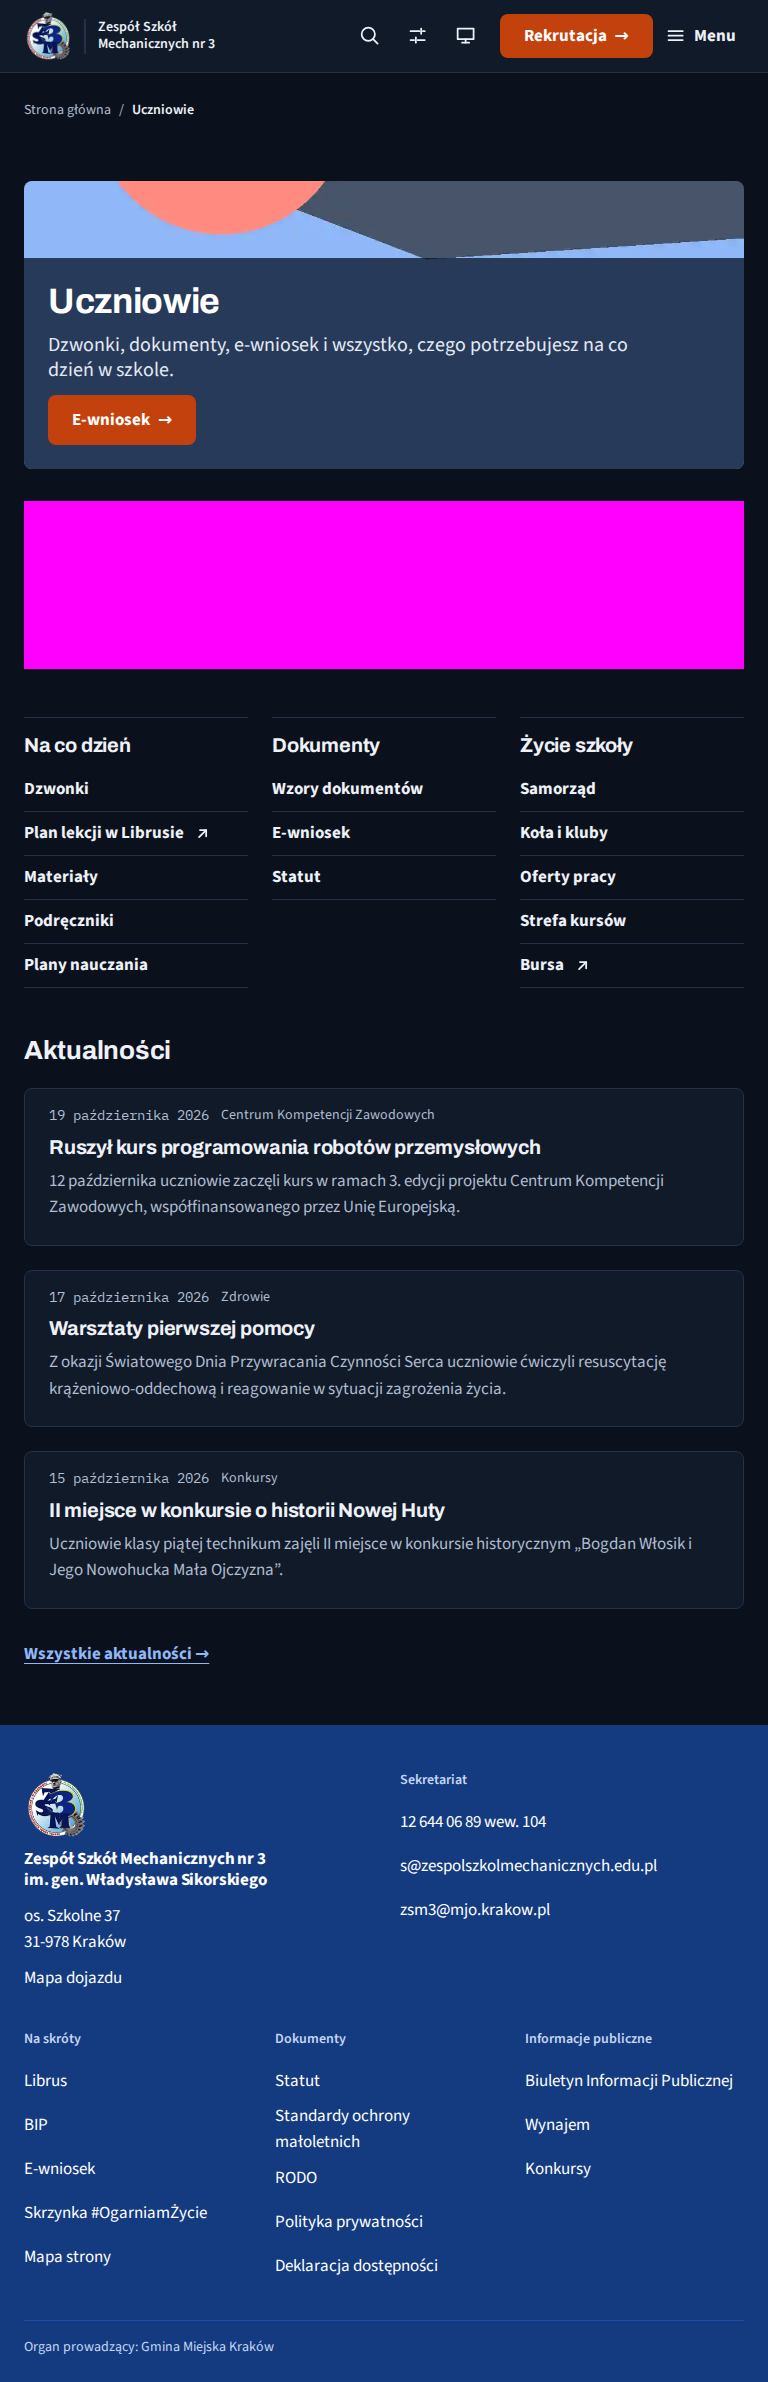 Zespół Szkół
Mechanicznych nr 3
Rekrutacja →
Menu
Strona główna / Uczniowie
Uczniowie
Dzwonki, dokumenty, e-wniosek i wszystko, czego potrzebujesz na co
dzień w szkole.
E-wniosek →
Na co dzień
Dzwonki
Plan lekcji w Librusie ↗
Materiały
Podręczniki
Plany nauczania
Dokumenty
Wzory dokumentów
E-wniosek
Statut
Życie szkoły
Samorząd
Koła i kluby
Oferty pracy
Strefa kursów
Bursa ↗
Aktualności
19 października 2026 Centrum Kompetencji Zawodowych
Ruszył kurs programowania robotów przemysłowych
12 października uczniowie zaczęli kurs w ramach 3. edycji projektu Centrum Kompetencji
Zawodowych, współfinansowanego przez Unię Europejską.
17 października 2026 Zdrowie
Warsztaty pierwszej pomocy
Z okazji Światowego Dnia Przywracania Czynności Serca uczniowie ćwiczyli resuscytację
krążeniowo-oddechową i reagowanie w sytuacji zagrożenia życia.
15 października 2026 Konkursy
II miejsce w konkursie o historii Nowej Huty
Uczniowie klasy piątej technikum zajęli II miejsce w konkursie historycznym „Bogdan Włosik i
Jego Nowohucka Mała Ojczyzna”.
Wszystkie aktualności →
Zespół Szkół Mechanicznych nr 3
im. gen. Władysława Sikorskiego
os. Szkolne 37
31-978 Kraków
Mapa dojazdu
Sekretariat
12 644 06 89 wew. 104
s@zespolszkolmechanicznych.edu.pl
zsm3@mjo.krakow.pl
Na skróty
Librus
BIP
E-wniosek
Skrzynka #OgarniamŻycie
Mapa strony
Dokumenty
Statut
Standardy ochrony
małoletnich
RODO
Polityka prywatności
Deklaracja dostępności
Informacje publiczne
Biuletyn Informacji Publicznej
Wynajem
Konkursy
Organ prowadzący: Gmina Miejska Kraków